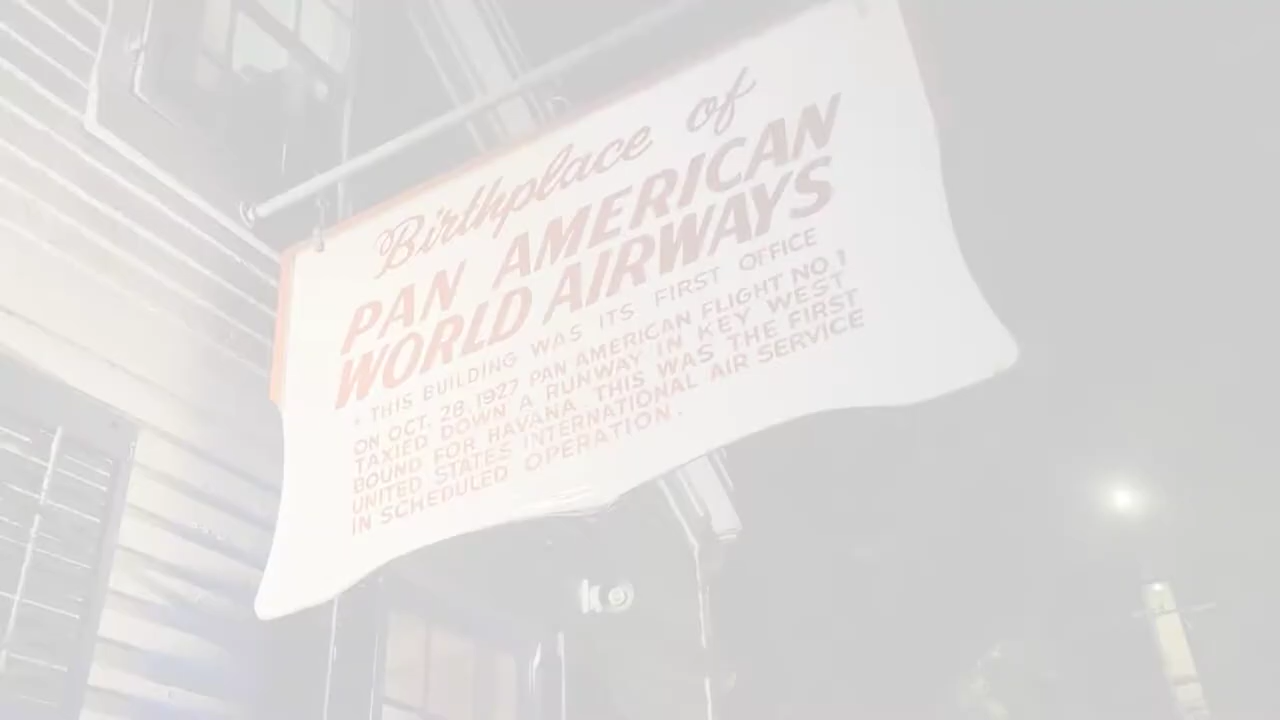 Birthplace of
PAN AMERICAN
WORLD AIRWAYS
THIS BUILDING WAS ITS FIRST OFFICE
ON OCT. 28, 1927 PAN AMERICAN FLIGHT NO. 1
TAXIED DOWN A RUNWAY IN KEY WEST
BOUND FOR HAVANA. THIS WAS THE FIRST
UNITED STATES INTERNATIONAL AIR SERVICE
IN SCHEDULED OPERATION.